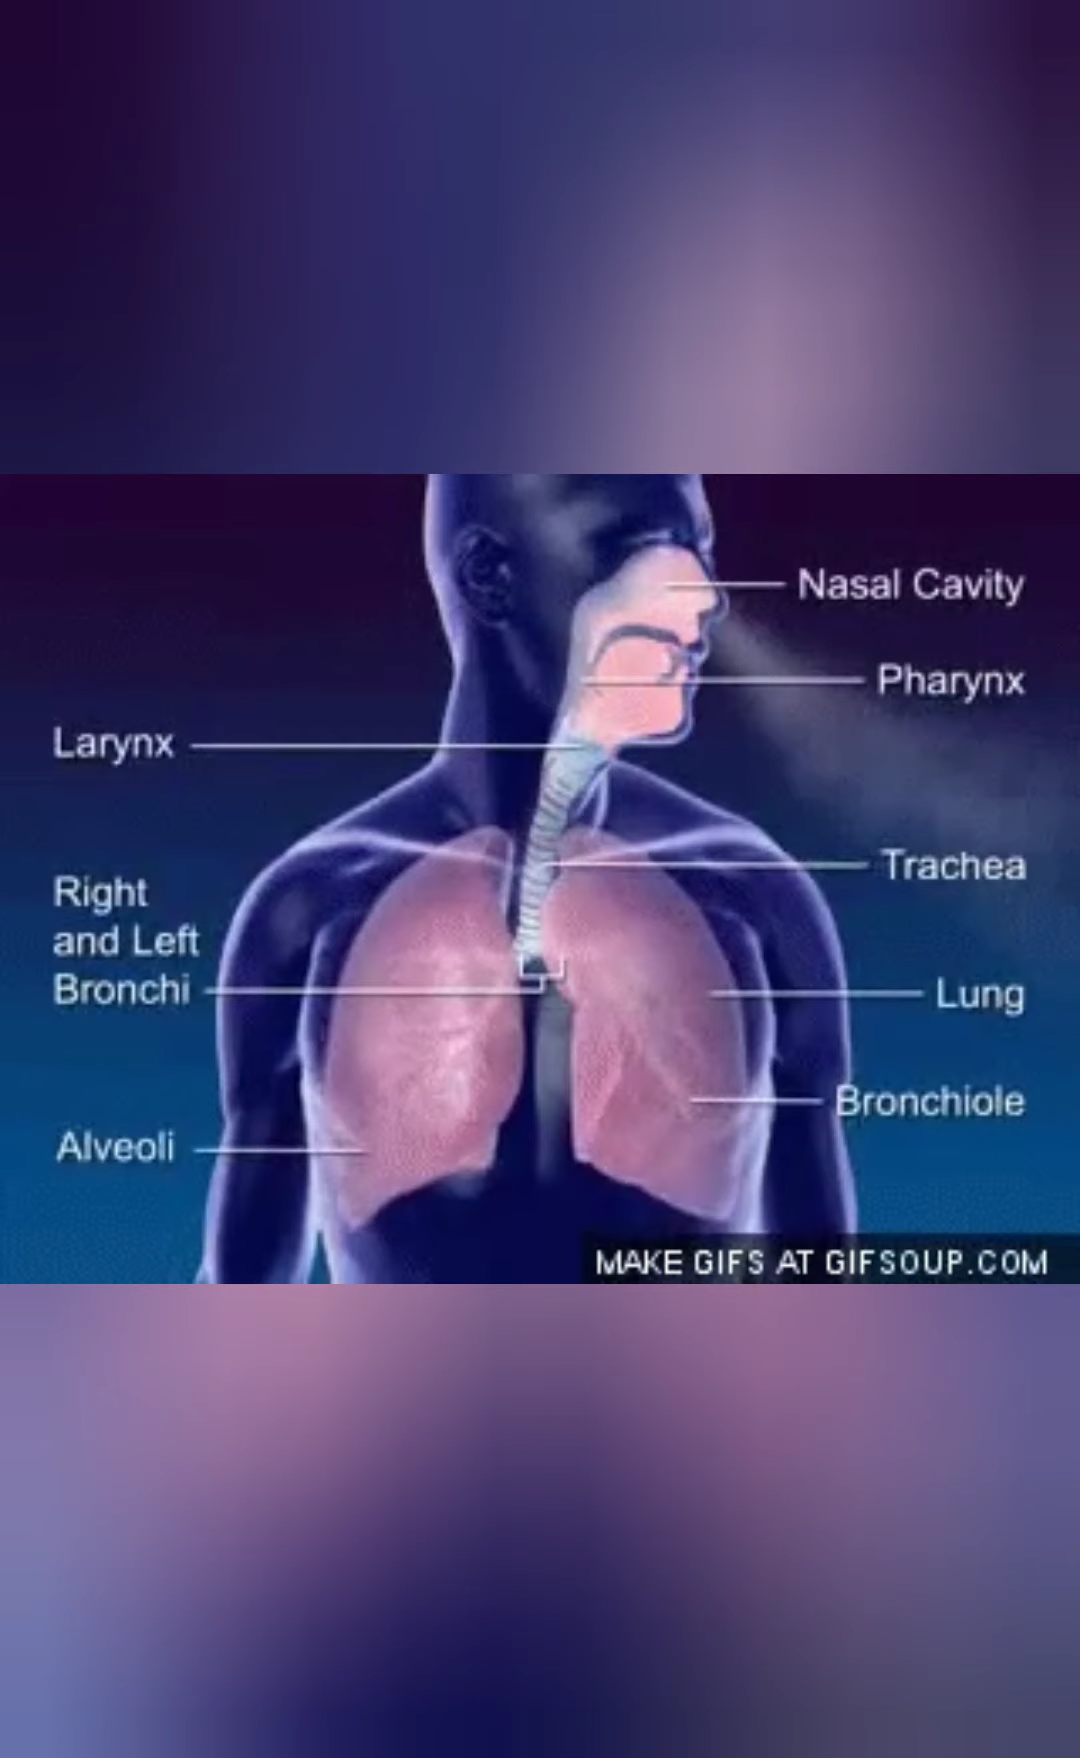 Nasal Cavity
Pharynx
Larynx
Trachea
Right
and Left
Bronchi
Lung
Bronchiole
Alveoli
MAKE GIFS AT GIFSOUP.COM